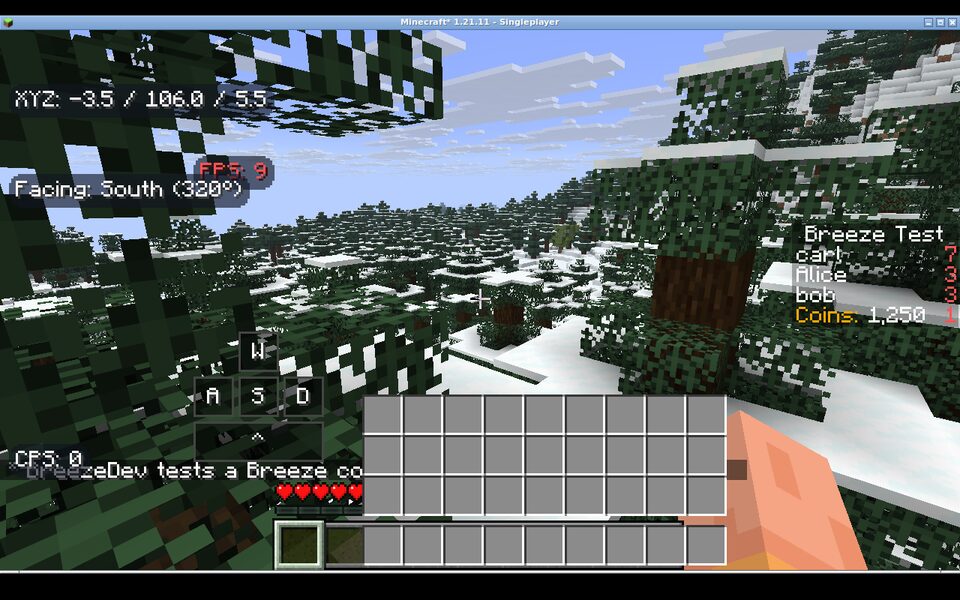 Minecraft* 1.21.11 - Singleplayer
XYZ: -3.5 / 106.0 / 5.5
FPS: 9
Facing: South (320°)
Breeze Test
carl 7
Alice 3
bob 3
Coins: 1,250 1
W
A S D
^
CPS: 0
BreezeDev tests a Breeze co